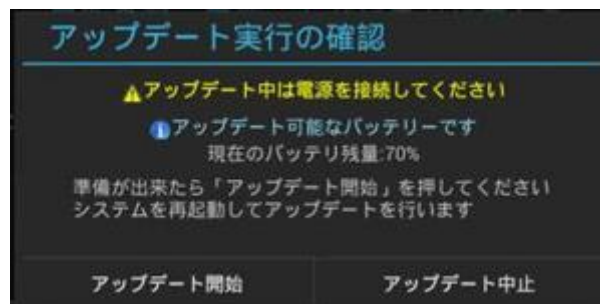 アップデート実行の確認
アップデート中は電源を接続してください
アップデート可能なバッテリーです
現在のバッテリ残量:70%
準備が出来たら「アップデート開始」を押してください
システムを再起動してアップデートを行います
アップデート開始
アップデート中止